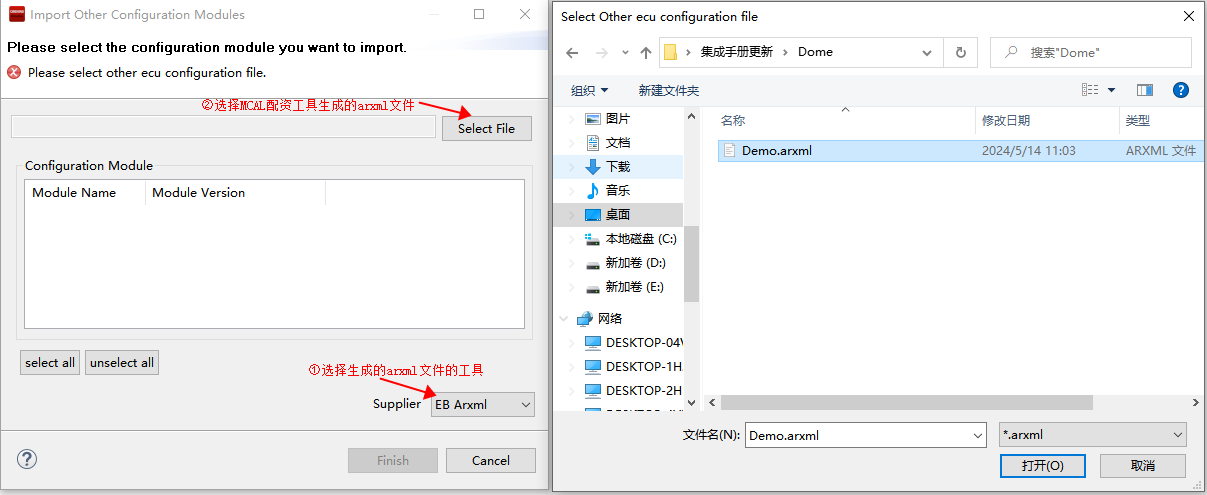 Import Other Configuration Modules
Please select the configuration module you want to import.
Please select other ecu configuration file.
②选择MCAL配资工具生成的arxml文件
Select File
Configuration Module
Module Name
Module Version
select all
unselect all
①选择生成的arxml文件的工具
Supplier
EB Arxml
?
Finish
Cancel
Select Other ecu configuration file
集成手册更新
Dome
搜索"Dome"
组织
新建文件夹
?
名称
修改日期
类型
图片
文档
下载
音乐
桌面
本地磁盘 (C:)
新加卷 (D:)
新加卷 (E:)
网络
DESKTOP-04
DESKTOP-1H
DESKTOP-2H
Demo.arxml
2024/5/14 11:03
ARXML 文件
文件名(N):
Demo.arxml
*.arxml
打开(O)
取消